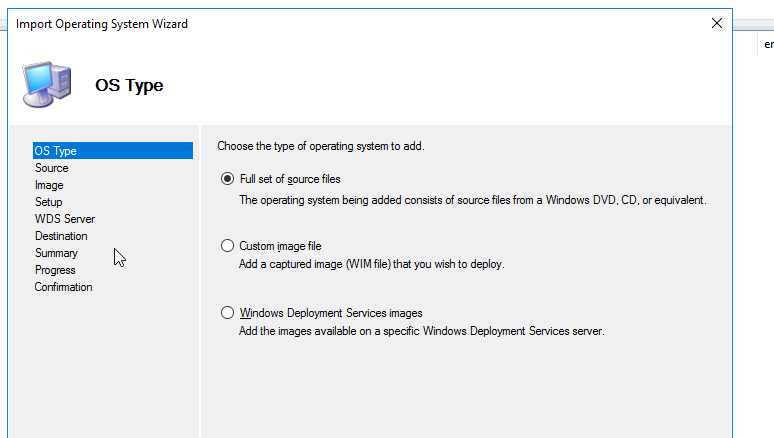 Import Operating System Wizard
er
OS Type
OS Type
Source
Image
Setup
WDS Server
Destination
Summary
Progress
Confirmation
Choose the type of operating system to add.
Full set of source files
The operating system being added consists of source files from a Windows DVD, CD, or equivalent.
Custom image file
Add a captured image (WIM file) that you wish to deploy.
Windows Deployment Services images
Add the images available on a specific Windows Deployment Services server.